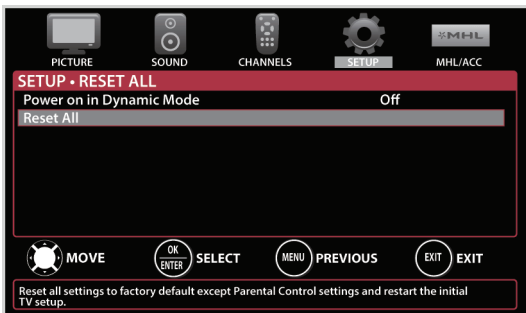 MHL
PICTURE SOUND CHANNELS SETUP MHL/ACC
SETUP • RESET ALL
Power on in Dynamic Mode Off
Reset All
MOVE OK ENTER SELECT MENU PREVIOUS EXIT EXIT
Reset all settings to factory default except Parental Control settings and restart the initial
TV setup.